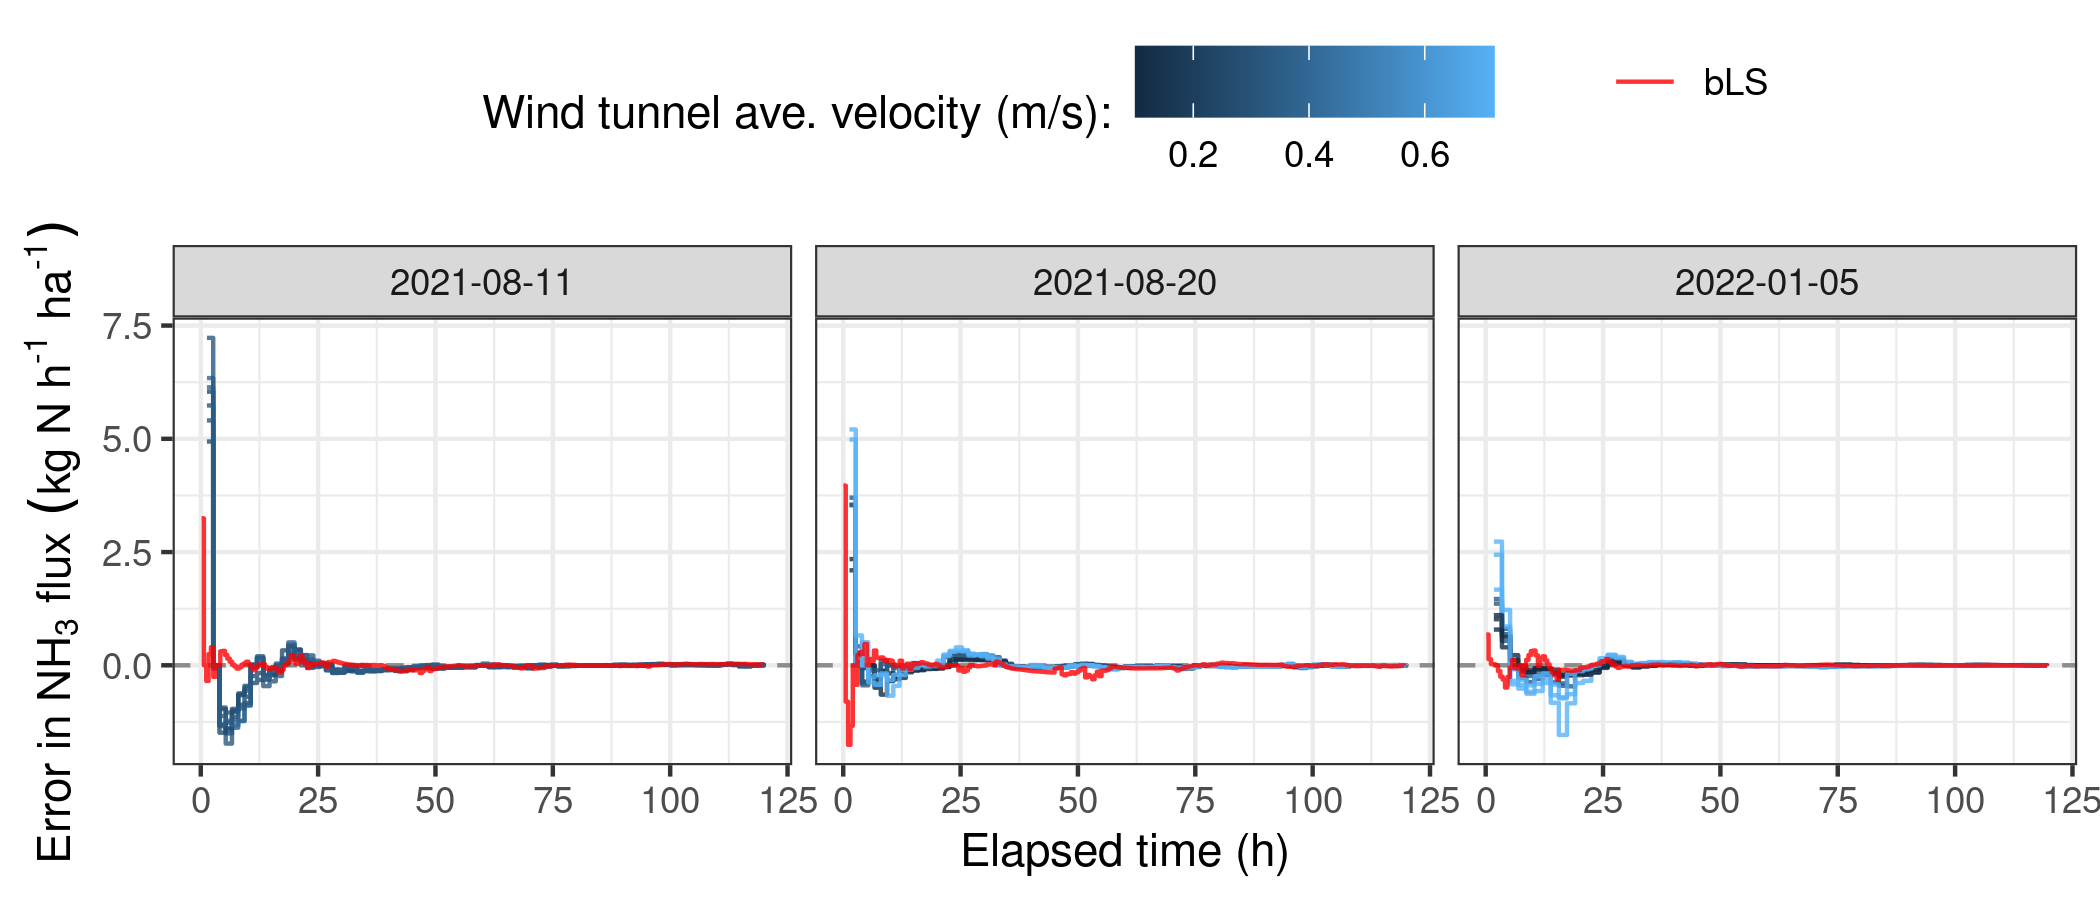 Wind tunnel ave. velocity (m/s):
0.2 0.4 0.6
bLS
2021-08-11 2021-08-20 2022-01-05
Error in NH₃ flux (kg N h⁻¹ ha⁻¹)
7.5
5.0
2.5
0.0
0 25 50 75 100 125 0 25 50 75 100 125 0 25 50 75 100 125
Elapsed time (h)